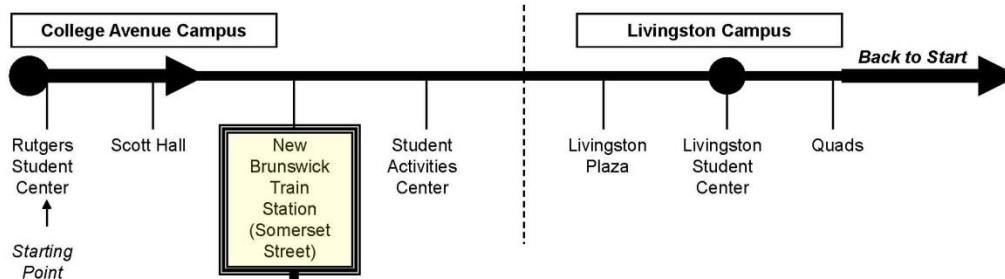 College Avenue Campus
Livingston Campus
Back to Start
Rutgers
Student
Center
Starting
Point
Scott Hall
New
Brunswick
Train
Station
(Somerset
Street)
Student
Activities
Center
Livingston
Plaza
Livingston
Student
Center
Quads